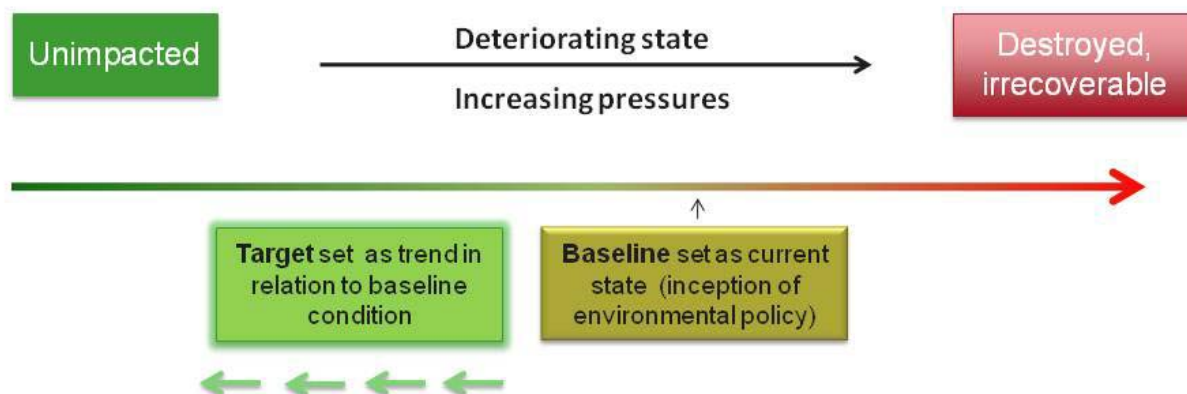 Unimpacted
Deteriorating state
Increasing pressures
Destroyed,
irrecoverable
Target set as trend in
relation to baseline
condition
Baseline set as current
state (inception of
environmental policy)